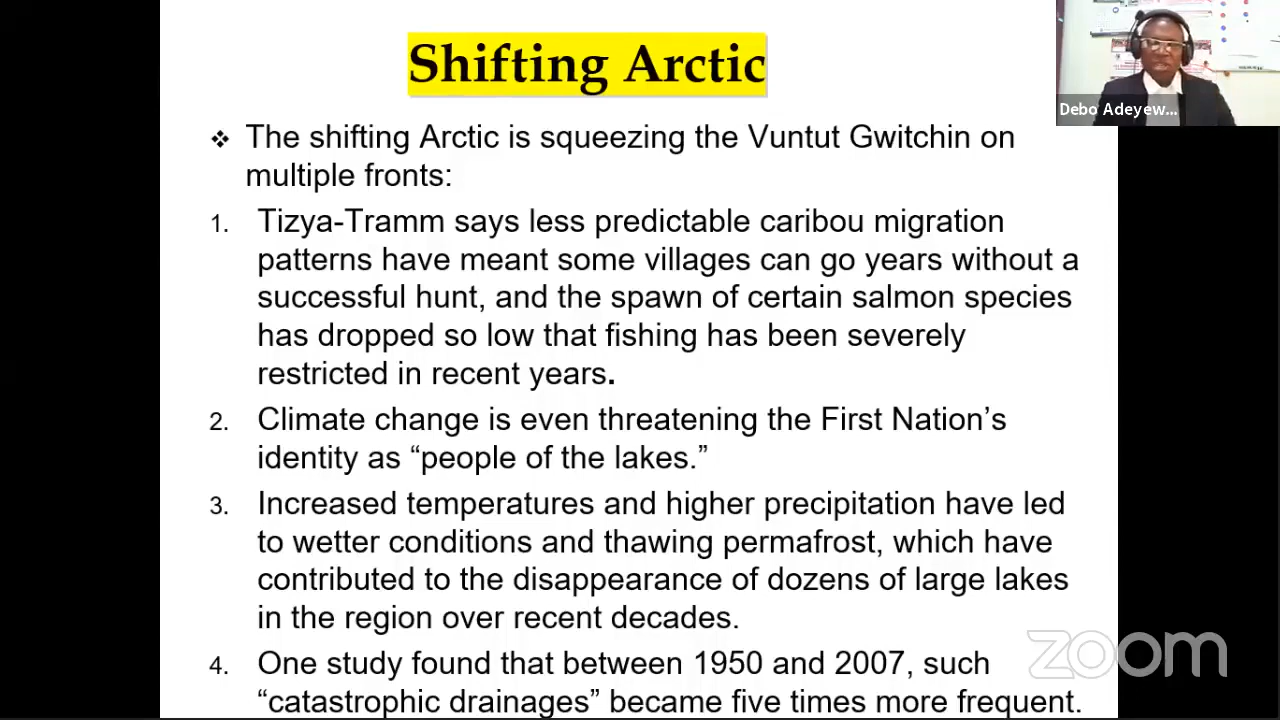 Shifting Arctic
Debo Adeyew...
❖ The shifting Arctic is squeezing the Vuntut Gwitchin on
multiple fronts:
1. Tizya-Tramm says less predictable caribou migration
patterns have meant some villages can go years without a
successful hunt, and the spawn of certain salmon species
has dropped so low that fishing has been severely
restricted in recent years.
2. Climate change is even threatening the First Nation’s
identity as “people of the lakes.”
3. Increased temperatures and higher precipitation have led
to wetter conditions and thawing permafrost, which have
contributed to the disappearance of dozens of large lakes
in the region over recent decades.
4. One study found that between 1950 and 2007, such
“catastrophic drainages” became five times more frequent.
zoom